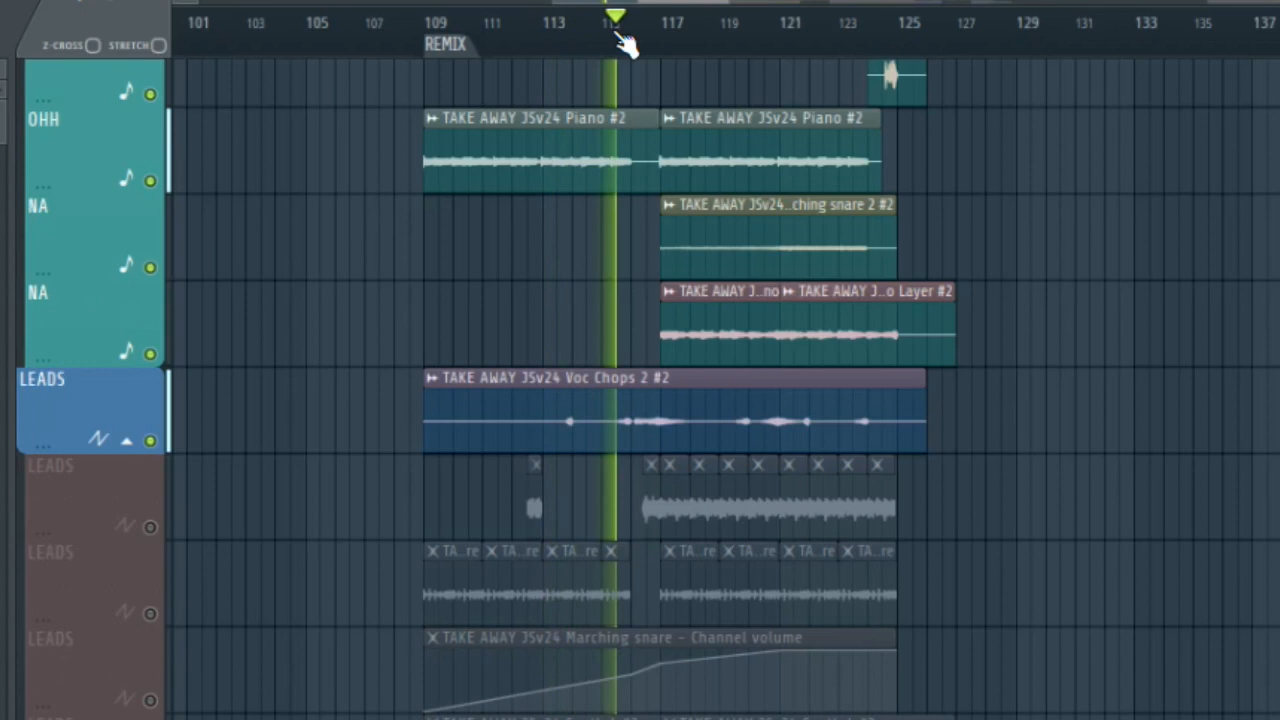 101 103 105 107 109 111 113 115 117 119 121 123 125 127 129 131 133 135 137
Z-CROSS STRETCH
REMIX
...
OHH
TAKE AWAY JSv24 Piano #2 TAKE AWAY JSv24 Piano #2
...
NA
TAKE AWAY JSv24..ching snare 2 #2
...
NA
TAKE AWAY J...no TAKE AWAY J...o Layer #2
...
LEADS
TAKE AWAY JSv24 Voc Chops 2 #2
...
LEADS
...
LEADS
TA...re TA...re TA...re TA...re TA...re TA...re TA...re
...
LEADS
TAKE AWAY JSv24 Marching snare - Channel volume
...